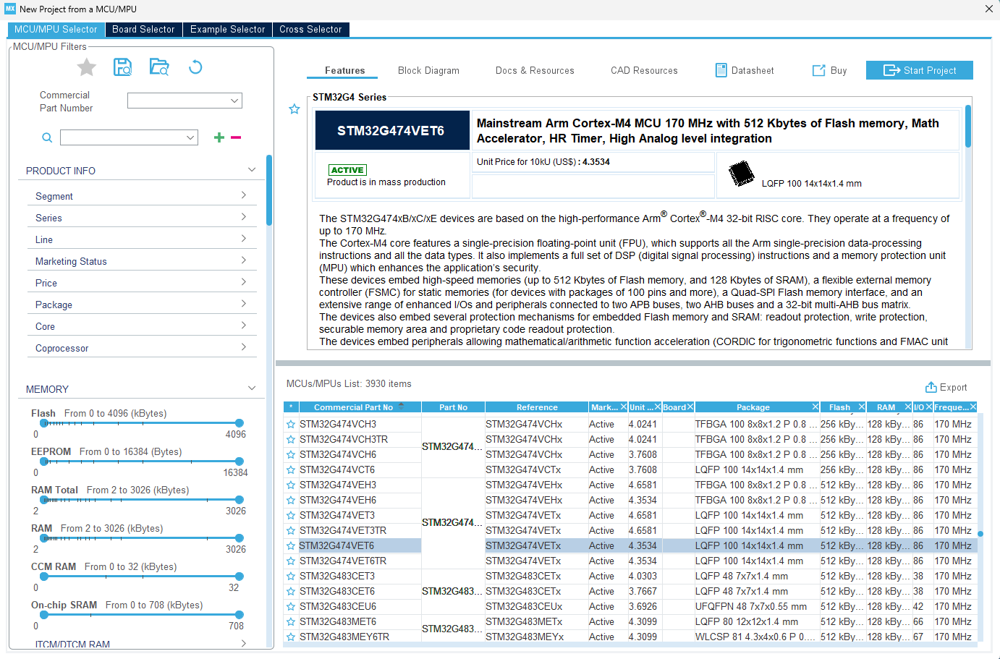 MX New Project from a MCU/MPU
MCU/MPU Selector Board Selector Example Selector Cross Selector
MCU/MPU Filters
Commercial
Part Number
PRODUCT INFO
Segment
Series
Line
Marketing Status
Price
Package
Core
Coprocessor
MEMORY
Flash From 0 to 4096 (kBytes)
0 4096
EEPROM From 0 to 16384 (Bytes)
0 16384
RAM Total From 2 to 3026 (kBytes)
2 3026
RAM From 2 to 3026 (kBytes)
2 3026
CCM RAM From 0 to 32 (kBytes)
0 32
On-chip SRAM From 0 to 708 (kBytes)
0 708
ITCM/DTCM RAM
Features Block Diagram Docs & Resources CAD Resources Datasheet Buy Start Project
STM32G4 Series
STM32G474VET6
Mainstream Arm Cortex-M4 MCU 170 MHz with 512 Kbytes of Flash memory, Math
Accelerator, HR Timer, High Analog level integration
ACTIVE
Product is in mass production
Unit Price for 10kU (US$) : 4.3534
LQFP 100 14x14x1.4 mm
The STM32G474xB/xC/xE devices are based on the high-performance Arm® Cortex®-M4 32-bit RISC core. They operate at a frequency of
up to 170 MHz.
The Cortex-M4 core features a single-precision floating-point unit (FPU), which supports all the Arm single-precision data-processing
instructions and all the data types. It also implements a full set of DSP (digital signal processing) instructions and a memory protection unit
(MPU) which enhances the application's security.
These devices embed high-speed memories (up to 512 Kbytes of Flash memory, and 128 Kbytes of SRAM), a flexible external memory
controller (FSMC) for static memories (for devices with packages of 100 pins and more), a Quad-SPI Flash memory interface, and an
extensive range of enhanced I/Os and peripherals connected to two APB buses, two AHB buses and a 32-bit multi-AHB bus matrix.
The devices also embed several protection mechanisms for embedded Flash memory and SRAM: readout protection, write protection,
securable memory area and proprietary code readout protection.
The devices embed peripherals allowing mathematical/arithmetic function acceleration (CORDIC for trigonometric functions and FMAC unit
MCUs/MPUs List: 3930 items Export
* Commercial Part No Part No Reference Mark... Unit ... Board Package Flash RAM I/O Freque...
STM32G474VCH3 STM32G474VCHx Active 4.0241 TFBGA 100 8x8x1.2 P 0.8 ... 256 kBy... 128 kBy... 86 170 MHz
STM32G474VCH3TR STM32G474VCHx Active 4.0241 TFBGA 100 8x8x1.2 P 0.8 ... 256 kBy... 128 kBy... 86 170 MHz
STM32G474...
STM32G474VCH6 STM32G474VCHx Active 3.7608 TFBGA 100 8x8x1.2 P 0.8 ... 256 kBy... 128 kBy... 86 170 MHz
STM32G474VCT6 STM32G474VCTx Active 3.7608 LQFP 100 14x14x1.4 mm 256 kBy... 128 kBy... 86 170 MHz
STM32G474VEH3 STM32G474VEHx Active 4.6581 TFBGA 100 8x8x1.2 P 0.8 ... 512 kBy... 128 kBy... 86 170 MHz
STM32G474VEH6 STM32G474VEHx Active 4.3534 TFBGA 100 8x8x1.2 P 0.8 ... 512 kBy... 128 kBy... 86 170 MHz
STM32G474VET3 STM32G474VETx Active 4.6581 LQFP 100 14x14x1.4 mm 512 kBy... 128 kBy... 86 170 MHz
STM32G474...
STM32G474VET3TR STM32G474VETx Active 4.6581 LQFP 100 14x14x1.4 mm 512 kBy... 128 kBy... 86 170 MHz
STM32G474VET6 STM32G474VETx Active 4.3534 LQFP 100 14x14x1.4 mm 512 kBy... 128 kBy... 86 170 MHz
STM32G474VET6TR STM32G474VETx Active 4.3534 LQFP 100 14x14x1.4 mm 512 kBy... 128 kBy... 86 170 MHz
STM32G483CET3 STM32G483CETx Active 4.0303 LQFP 48 7x7x1.4 mm 512 kBy... 128 kBy... 38 170 MHz
STM32G483CET6 STM32G483... STM32G483CETx Active 3.7667 LQFP 48 7x7x1.4 mm 512 kBy... 128 kBy... 38 170 MHz
STM32G483CEU6 STM32G483CEUx Active 3.6926 UFQFPN 48 7x7x0.55 mm 512 kBy... 128 kBy... 42 170 MHz
STM32G483MET6 STM32G483METx Active 4.3099 LQFP 80 12x12x1.4 mm 512 kBy... 128 kBy... 66 170 MHz
STM32G483...
STM32G483MEY6TR STM32G483MEYx Active 4.3099 WLCSP 81 4.3x4x0.6 P 0.... 512 kBy... 128 kBy... 67 170 MHz